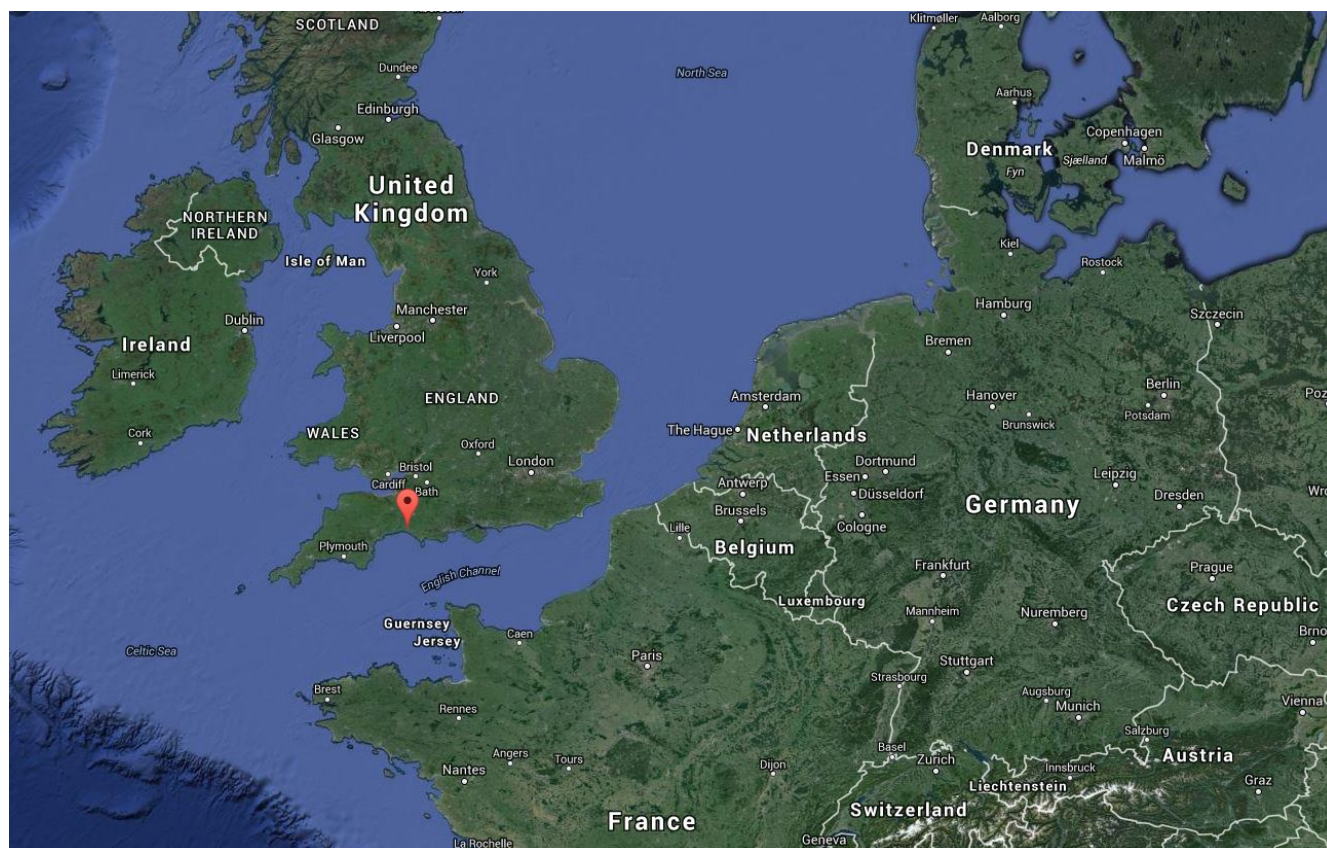 SCOTLAND
Klitmøller
Aalborg
Dundee
North Sea
Aarhus
Edinburgh
Glasgow
Copenhagen
Denmark
Sjælland
Malmö
Fyn
United
Kingdom
NORTHERN
IRELAND
Isle of Man
Kiel
Rostock
York
Hamburg
Manchester
Szczecin
Dublin
Liverpool
Ireland
Bremen
Limerick
Berlin
ENGLAND
Amsterdam
Hanover
Potsdam
Brunswick
Cork
WALES
The Hague
Netherlands
Oxford
London
Bristol
Cardiff
Bath
Dortmund
Essen
Leipzig
Antwerp
Düsseldorf
Dresden
Brussels
Germany
Lille
Cologne
Plymouth
Belgium
English Channel
Frankfurt
Prague
Luxembourg
Czech Republic
Mannheim
Nuremberg
Guernsey
Jersey
Caen
Brno
Celtic Sea
Paris
Stuttgart
Strasbourg
Brest
Augsburg
Munich
Vienna
Rennes
Salzburg
Angers
Tours
Basel
Zürich
Austria
Dijon
Innsbruck
Nantes
Liechtenstein
Graz
Switzerland
France
Geneva
La Rochelle